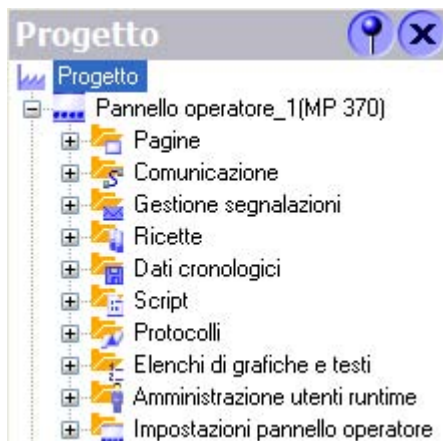 Progetto
Progetto
Pannello operatore_1(MP 370)
Pagine
Comunicazione
Gestione segnalazioni
Ricette
Dati cronologici
Script
Protocolli
Elenchi di grafiche e testi
Amministrazione utenti runtime
Impostazioni pannello operatore